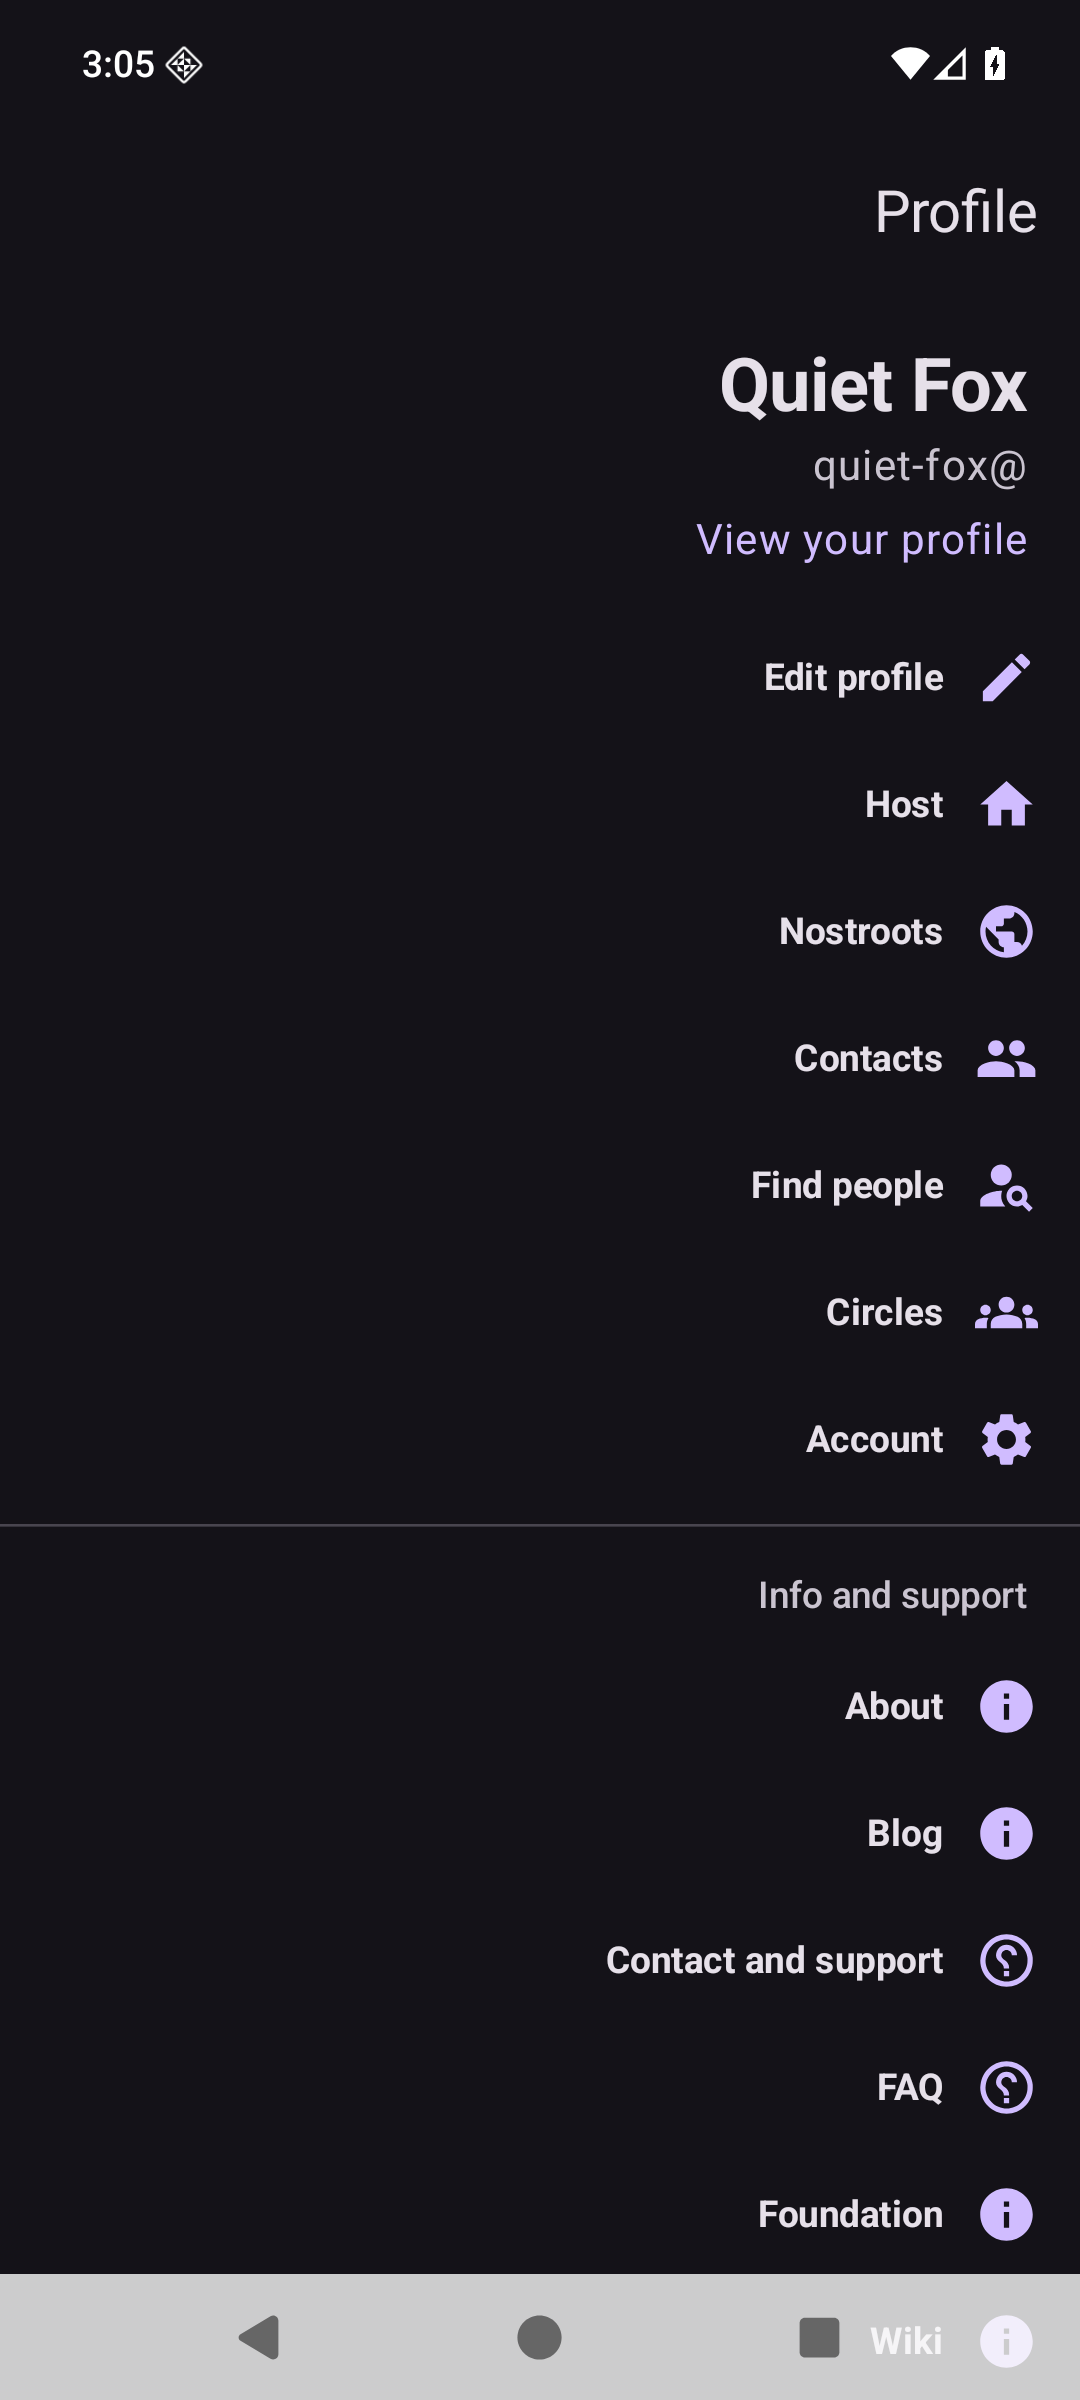 3:05
Profile
Quiet Fox
quiet-fox@
View your profile
Edit profile
Host
Nostroots
Contacts
Find people
Circles
Account
Info and support
About
Blog
Contact and support
FAQ
Foundation
Wiki